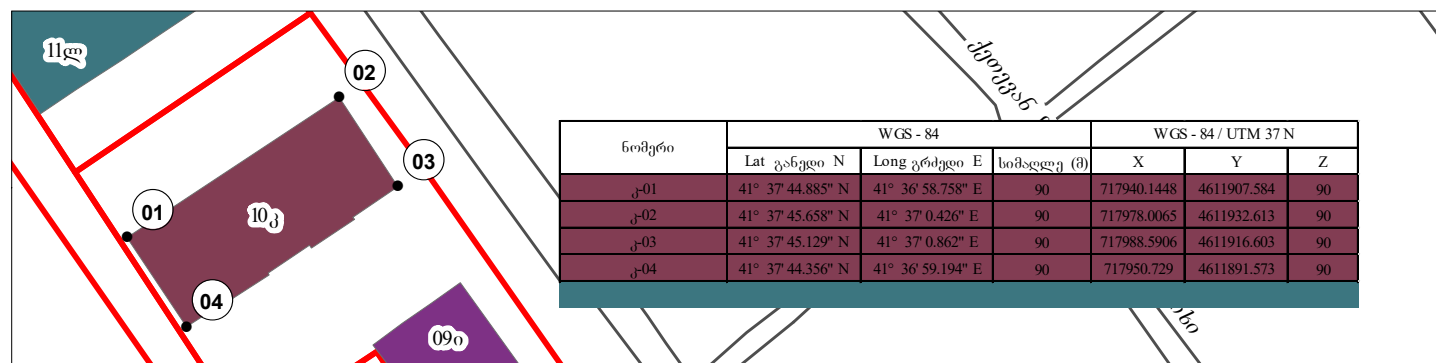 11ლ
02
03
01
10კ
04
09ი
ქეთევან
ნომერი WGS - 84 WGS - 84 / UTM 37 N
Lat განედი N Long გრძედი E სიმაღლე (მ) X Y Z
კ-01 41° 37' 44.885" N 41° 36' 58.758" E 90 717940.1448 4611907.584 90
კ-02 41° 37' 45.658" N 41° 37' 0.426" E 90 717978.0065 4611932.613 90
კ-03 41° 37' 45.129" N 41° 37' 0.862" E 90 717988.5906 4611916.603 90
კ-04 41° 37' 44.356" N 41° 36' 59.194" E 90 717950.729 4611891.573 90